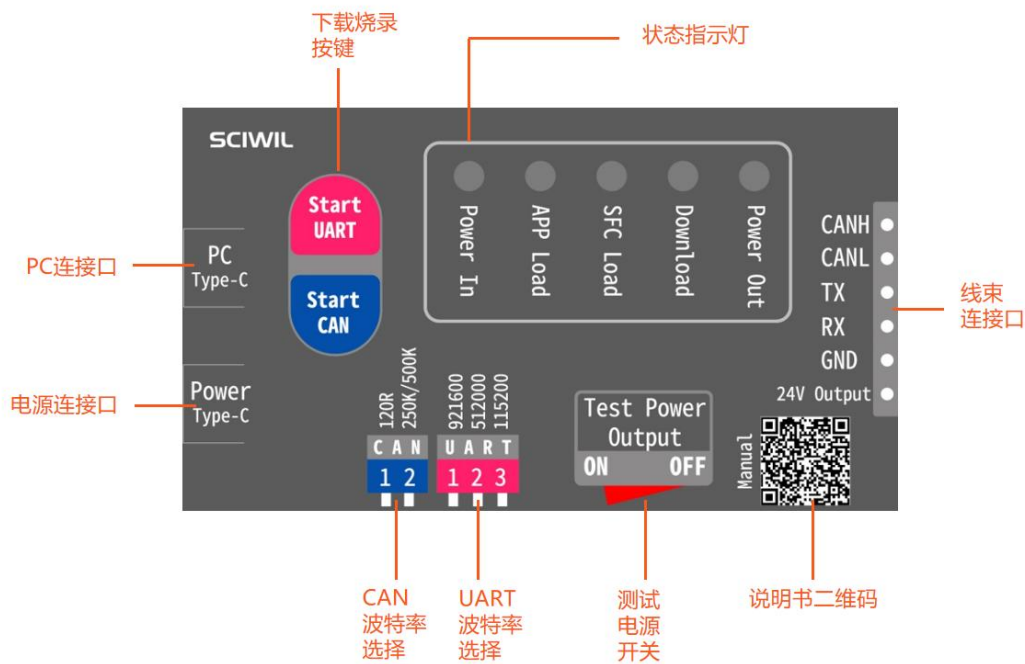 下载烧录
按键
状态指示灯
SCIWIL
Start
UART
Start
CAN
Power In
APP Load
SFC Load
Download
Power Out
PC连接口
PC
Type-C
电源连接口
Power
Type-C
CANH
CANL
TX
RX
GND
24V Output
线束
连接口
120R
250K/500K
921600
512000
115200
CAN
UART
1 2
1 2 3
Test Power
Output
ON OFF
Manual
CAN
波特率
选择
UART
波特率
选择
测试
电源
开关
说明书二维码